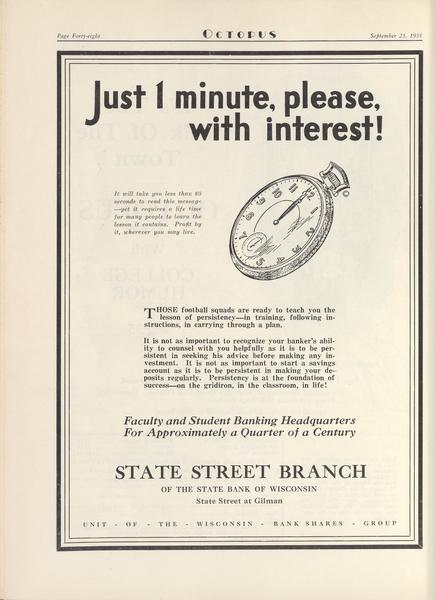 Page Forty-eight OCTOPUS September 25, 1931
Just 1 minute, please,
with interest!
It will take you less than 60
seconds to read this message
—yet it requires a life time
for many people to learn the
lesson it contains. Profit by
it, wherever you may live.
12
11
10
9
8
7
6
5
THOSE football squads are ready to teach you the
lesson of persistency—in training, following in-
structions, in carrying through a plan.
It is not as important to recognize your banker's abil-
ity to counsel with you helpfully as it is to be per-
sistent in seeking his advice before making any in-
vestment. It is not as important to start a savings
account as it is to be persistent in making your de-
posits regularly. Persistency is at the foundation of
success—on the gridiron, in the classroom, in life!
Faculty and Student Banking Headquarters
For Approximately a Quarter of a Century
STATE STREET BRANCH
OF THE STATE BANK OF WISCONSIN
State Street at Gilman
UNIT - OF - THE - WISCONSIN - BANK SHARES - GROUP